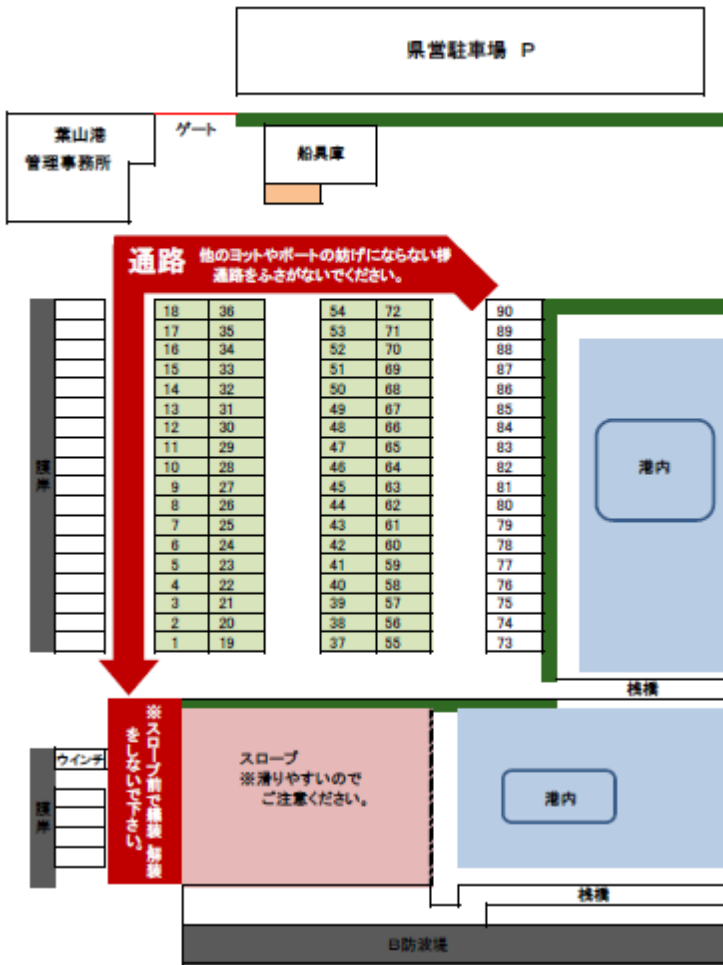 県営駐車場 P
葉山港
管理事務所
ゲート
船具庫
通路 他のヨットやボートの妨げにならない様
通路をふさがないでください。
18 36 54 72 90
17 35 53 71 89
16 34 52 70 88
15 33 51 69 87
14 32 50 68 86
13 31 49 67 85
12 30 48 66 84
11 29 47 65 83
10 28 46 64 82
9 27 45 63 81
8 26 44 62 80
7 25 43 61 79
6 24 42 60 78
5 23 41 59 77
4 22 40 58 76
3 21 39 57 75
2 20 38 56 74
1 19 37 55 73
護岸
港内
桟橋
ウインチ
護岸
※スロープ前で艤装 解装
をしないで下さい。
スロープ
※滑りやすいので
ご注意ください。
港内
桟橋
B防波堤